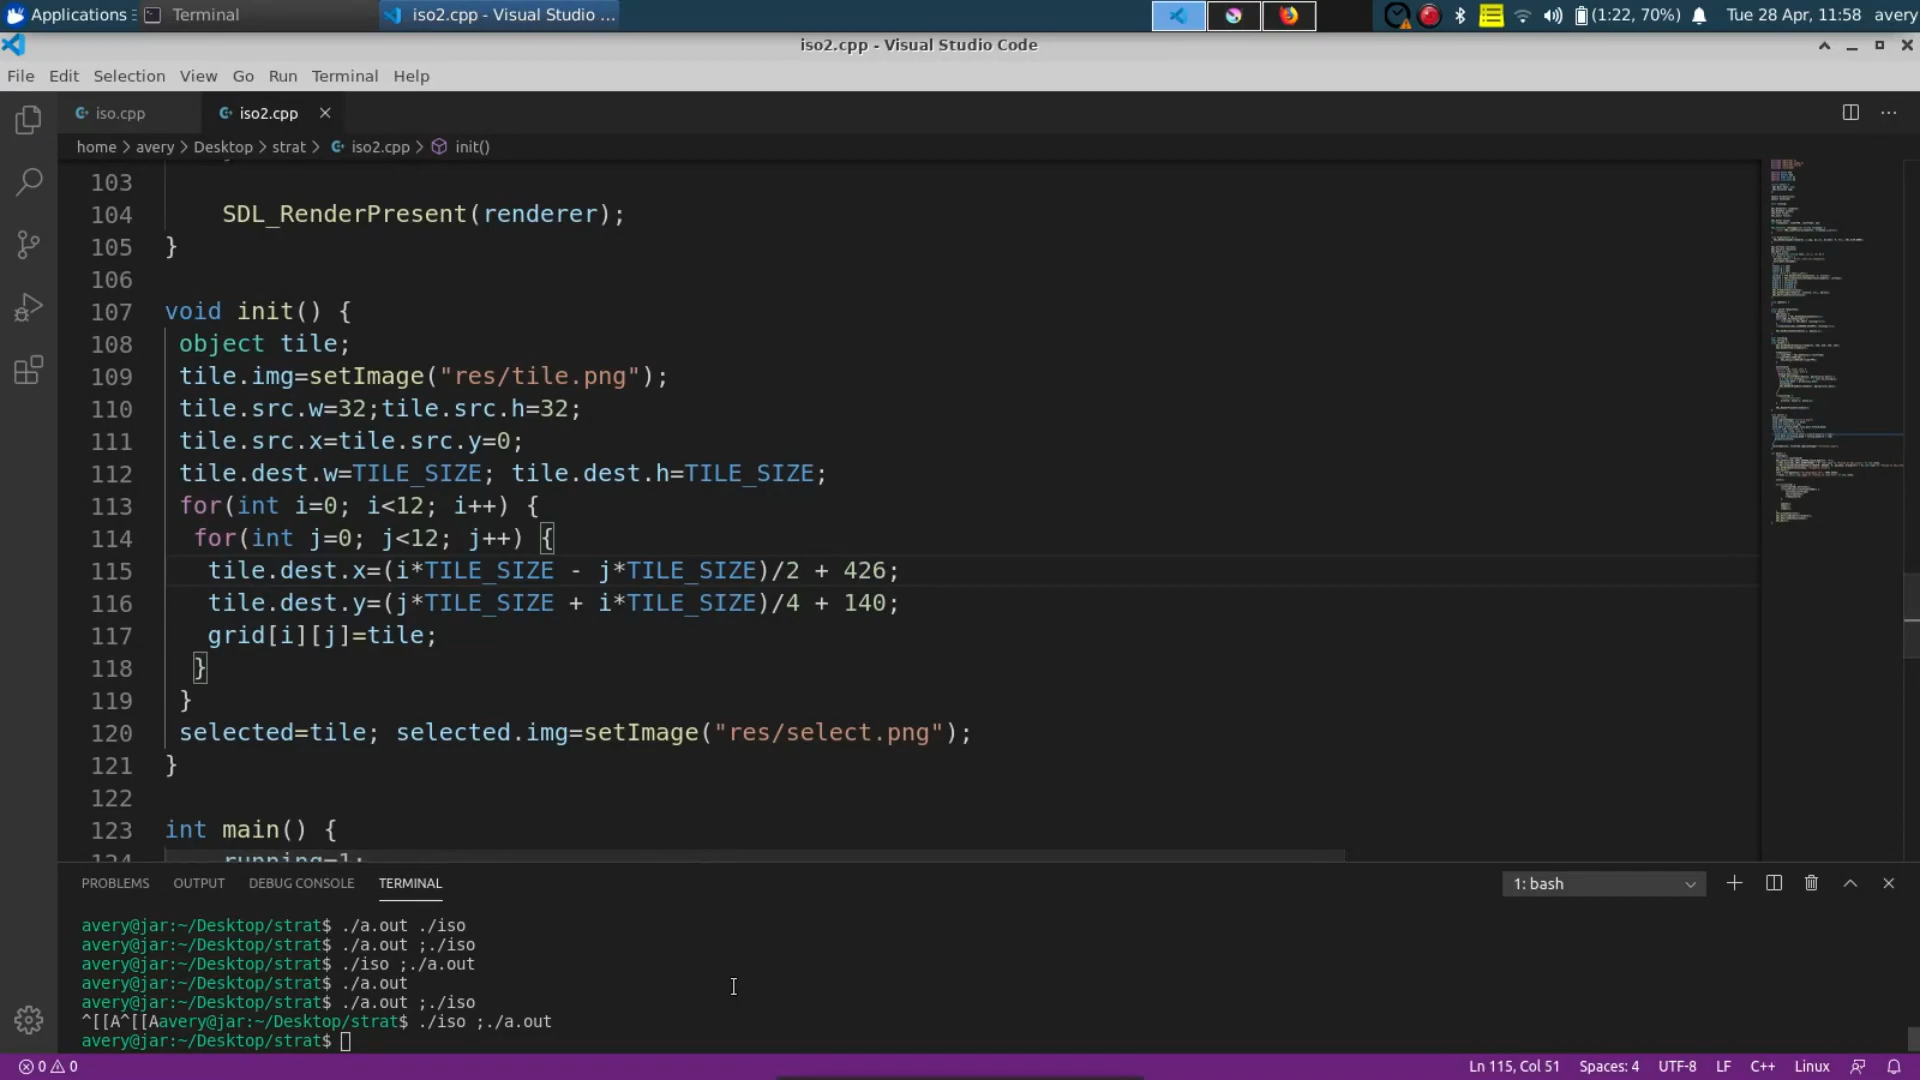 Applications Terminal iso2.cpp - Visual Studio ... (1:22, 70%) Tue 28 Apr, 11:58 avery
iso2.cpp - Visual Studio Code
File Edit Selection View Go Run Terminal Help
iso.cpp iso2.cpp
home > avery > Desktop > strat > iso2.cpp > init()
103
104 SDL_RenderPresent(renderer);
105 }
106
107 void init() {
108 object tile;
109 tile.img=setImage("res/tile.png");
110 tile.src.w=32;tile.src.h=32;
111 tile.src.x=tile.src.y=0;
112 tile.dest.w=TILE_SIZE; tile.dest.h=TILE_SIZE;
113 for(int i=0; i<12; i++) {
114 for(int j=0; j<12; j++) {
115 tile.dest.x=(i*TILE_SIZE - j*TILE_SIZE)/2 + 426;
116 tile.dest.y=(j*TILE_SIZE + i*TILE_SIZE)/4 + 140;
117 grid[i][j]=tile;
118 }
119 }
120 selected=tile; selected.img=setImage("res/select.png");
121 }
122
123 int main() {
124 running=1;
PROBLEMS OUTPUT DEBUG CONSOLE TERMINAL 1: bash
avery@jar:~/Desktop/strat$ ./a.out ./iso
avery@jar:~/Desktop/strat$ ./a.out ;./iso
avery@jar:~/Desktop/strat$ ./iso ;./a.out
avery@jar:~/Desktop/strat$ ./a.out
avery@jar:~/Desktop/strat$ ./a.out ;./iso
^[[A^[[Aavery@jar:~/Desktop/strat$ ./iso ;./a.out
avery@jar:~/Desktop/strat$
0 0 Ln 115, Col 51 Spaces: 4 UTF-8 LF C++ Linux